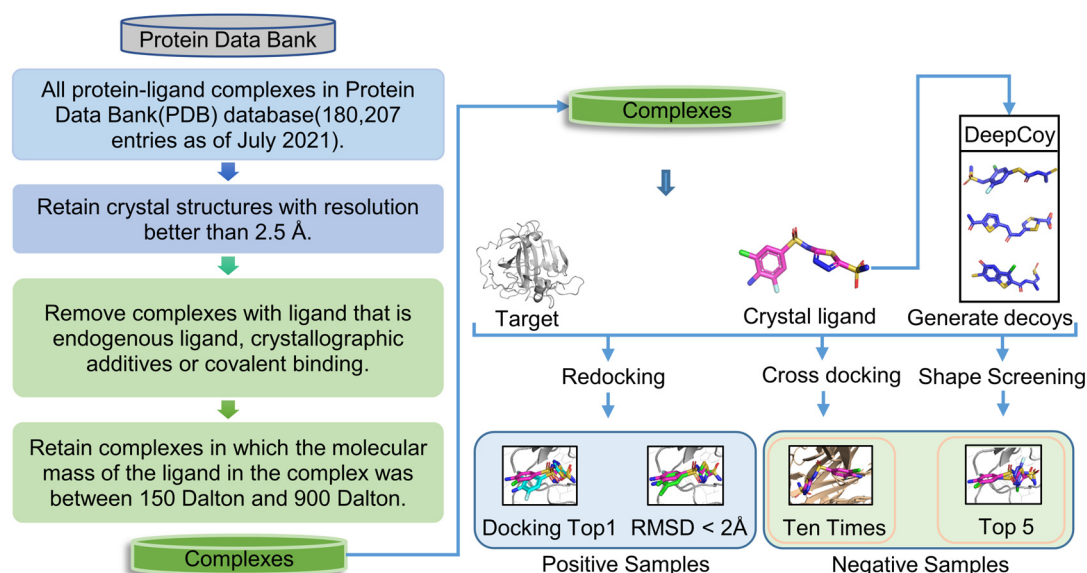 Protein Data Bank
All protein-ligand complexes in Protein
Data Bank(PDB) database(180,207
entries as of July 2021).
Retain crystal structures with resolution
better than 2.5 Å.
Remove complexes with ligand that is
endogenous ligand, crystallographic
additives or covalent binding.
Retain complexes in which the molecular
mass of the ligand in the complex was
between 150 Dalton and 900 Dalton.
Complexes
Complexes
DeepCoy
Target
Crystal ligand
Generate decoys
Redocking
Cross docking
Shape Screening
Docking Top1
RMSD < 2Å
Ten Times
Top 5
Positive Samples
Negative Samples